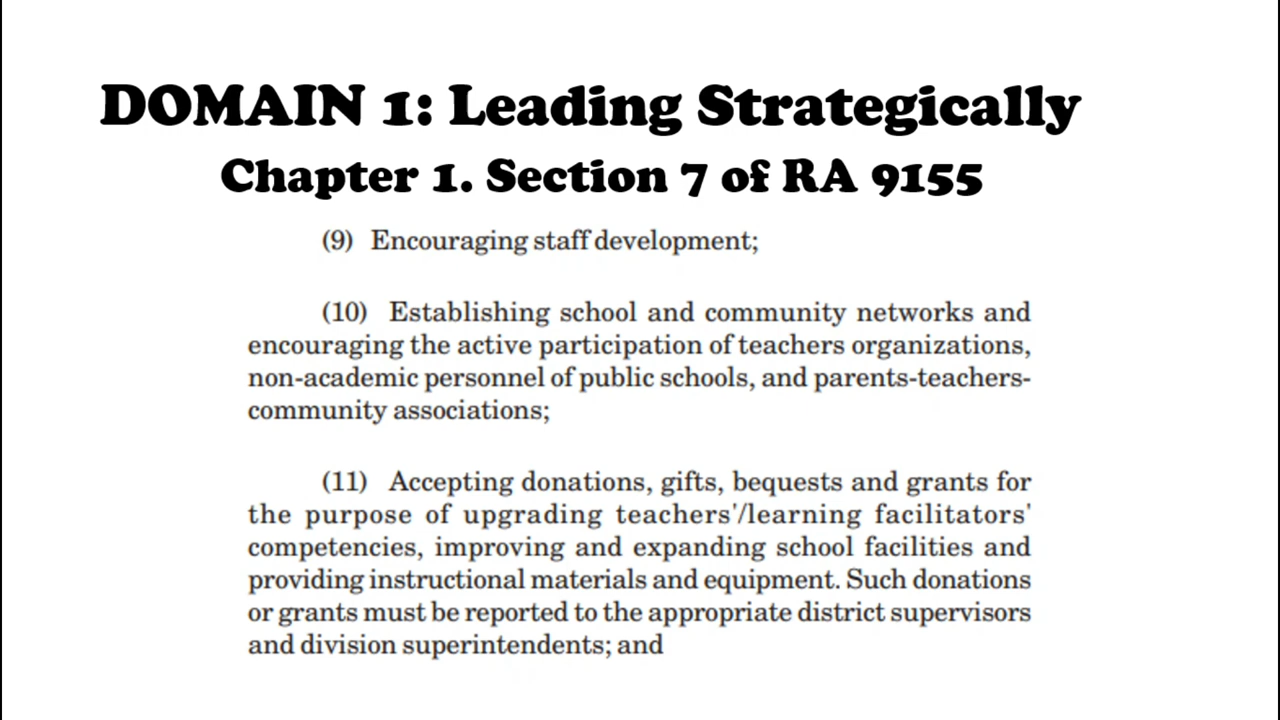 DOMAIN 1: Leading Strategically
Chapter 1. Section 7 of RA 9155
(9) Encouraging staff development;
(10) Establishing school and community networks and
encouraging the active participation of teachers organizations,
non-academic personnel of public schools, and parents-teachers-
community associations;
(11) Accepting donations, gifts, bequests and grants for
the purpose of upgrading teachers'/learning facilitators'
competencies, improving and expanding school facilities and
providing instructional materials and equipment. Such donations
or grants must be reported to the appropriate district supervisors
and division superintendents; and